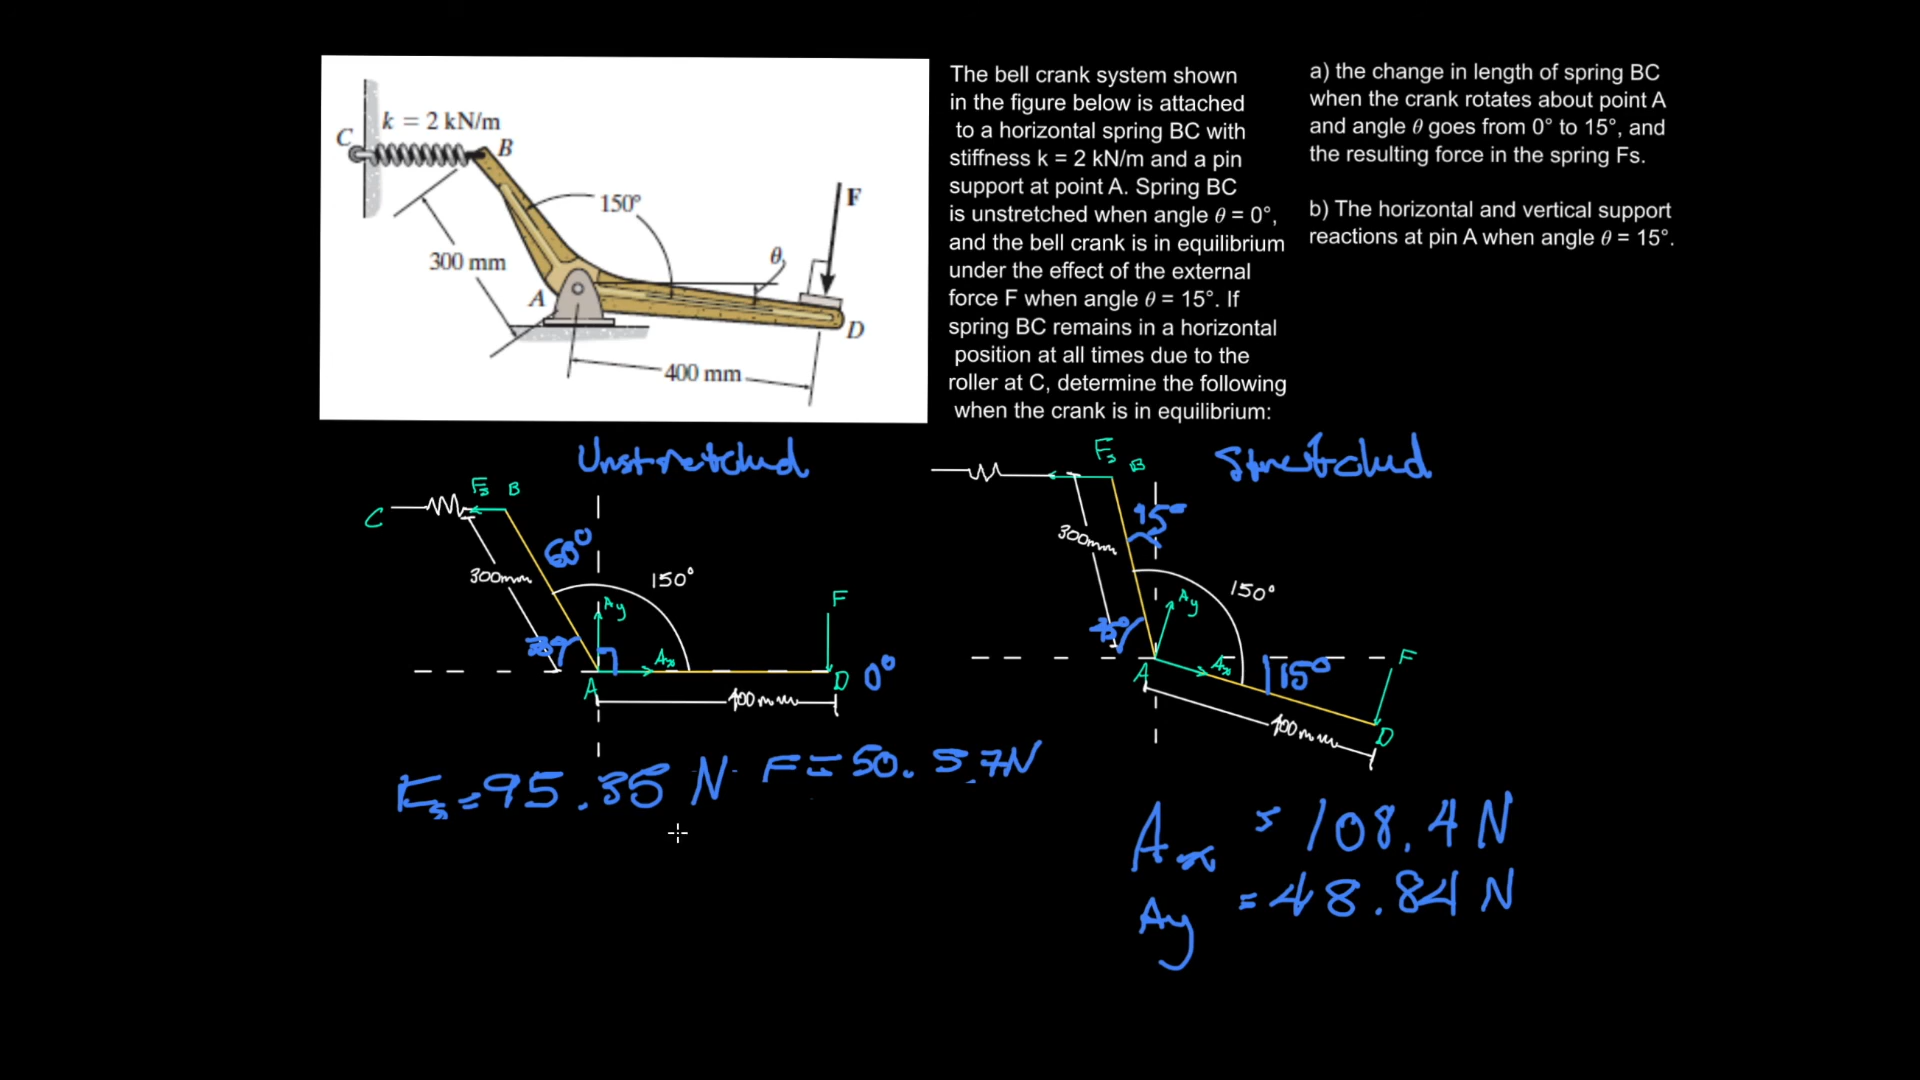 C
k = 2 kN/m
B
150°
F
θ
300 mm
A
D
400 mm
The bell crank system shown
in the figure below is attached
to a horizontal spring BC with
stiffness k = 2 kN/m and a pin
support at point A. Spring BC
is unstretched when angle θ = 0°,
and the bell crank is in equilibrium
under the effect of the external
force F when angle θ = 15°. If
spring BC remains in a horizontal
position at all times due to the
roller at C, determine the following
when the crank is in equilibrium:
a) the change in length of spring BC
when the crank rotates about point A
and angle θ goes from 0° to 15°, and
the resulting force in the spring Fs.
b) The horizontal and vertical support
reactions at pin A when angle θ = 15°.
Unstretched
C
Fs B
60°
300mm
150°
Ay
F
Ax
A
D 0°
400mm
Stretched
Fs B
15°
300mm
150°
Ay
Ax
A
15°
F
D
400mm
Fs = 95.35 N
F = 50.57N
Ax = 108.4 N
Ay = 48.84 N